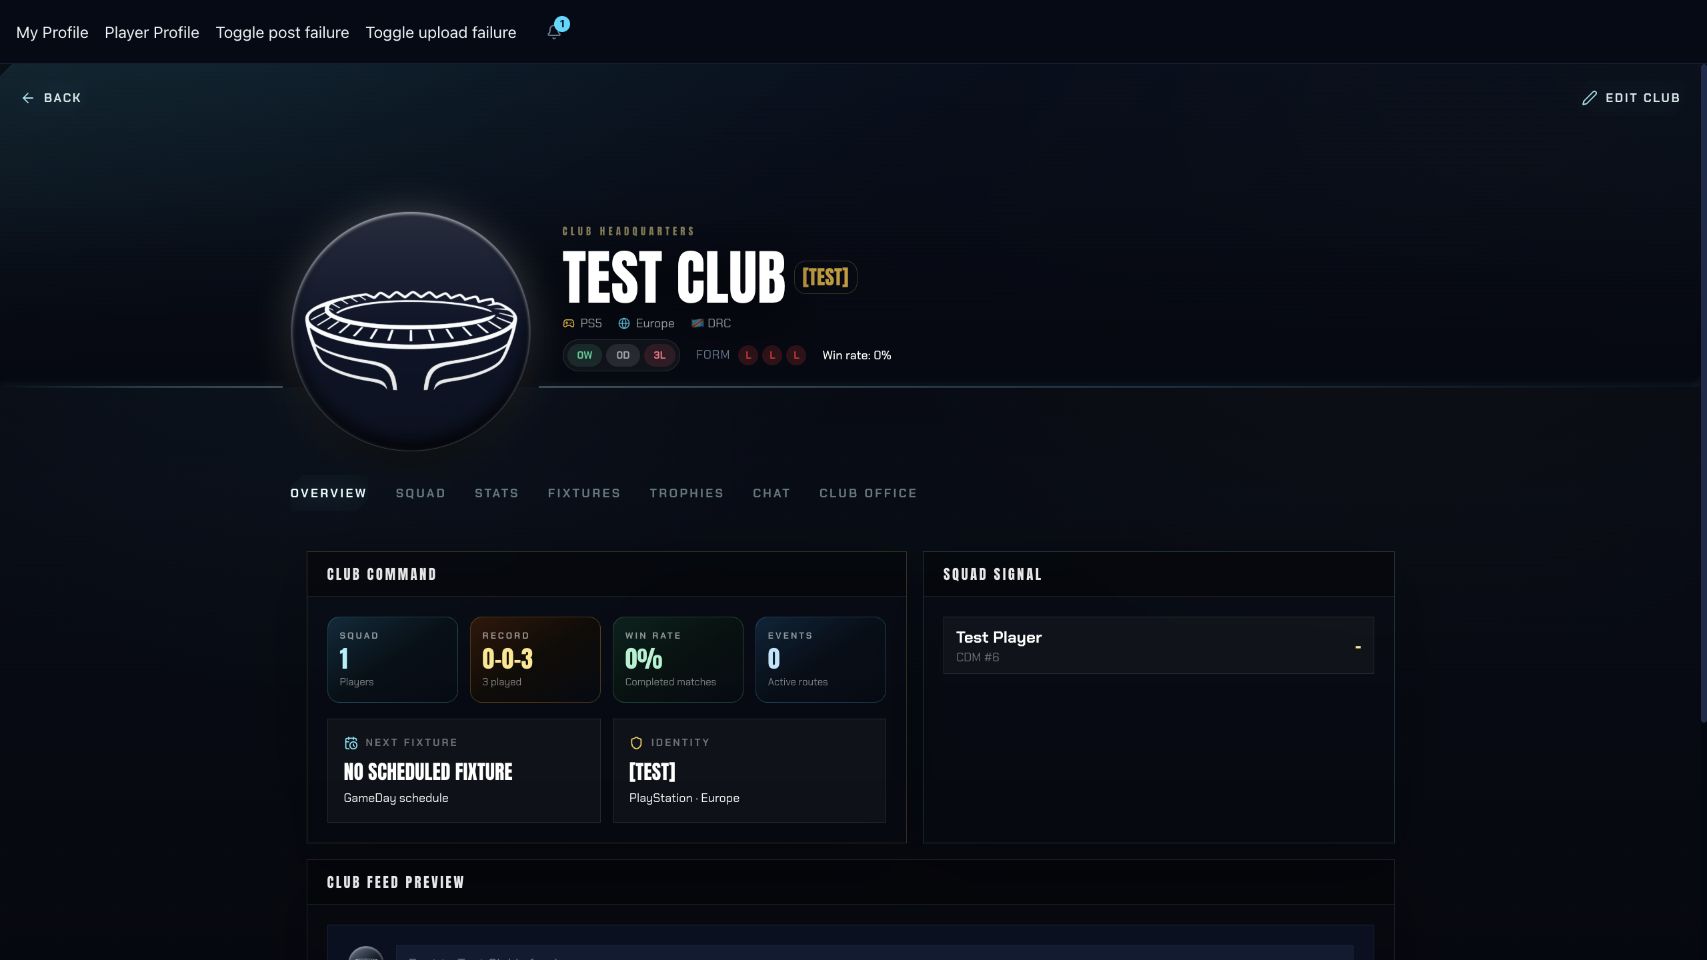 My Profile Player Profile Toggle post failure Toggle upload failure 1
BACK
EDIT CLUB
CLUB HEADQUARTERS
TEST CLUB [TEST]
PS5 Europe DRC
0W 0D 3L FORM L L L Win rate: 0%
OVERVIEW SQUAD STATS FIXTURES TROPHIES CHAT CLUB OFFICE
CLUB COMMAND
SQUAD
1
Players
RECORD
0-0-3
3 played
WIN RATE
0%
Completed matches
EVENTS
0
Active routes
NEXT FIXTURE
NO SCHEDULED FIXTURE
GameDay schedule
IDENTITY
[TEST]
PlayStation · Europe
SQUAD SIGNAL
Test Player
CDM #6
-
CLUB FEED PREVIEW